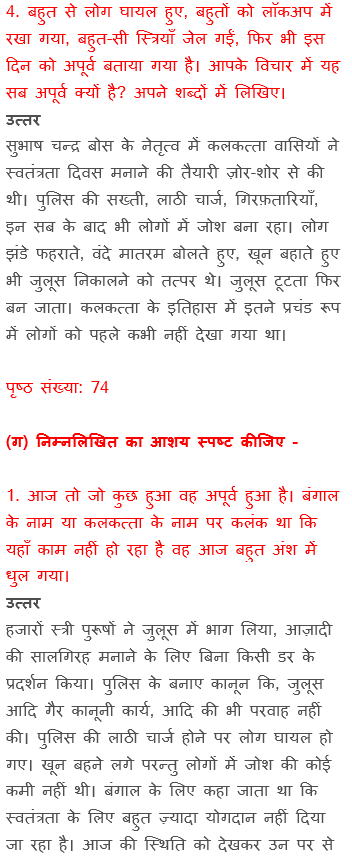 4. बहुत से लोग घायल हुए, बहुतों को लॉकअप में
रखा गया, बहुत-सी स्त्रियाँ जेल गईं, फिर भी इस
दिन को अपूर्व बताया गया है। आपके विचार में यह
सब अपूर्व क्यों है? अपने शब्दों में लिखिए।
उत्तर
सुभाष चन्द्र बोस के नेतृत्व में कलकत्ता वासियों ने
स्वतंत्रता दिवस मनाने की तैयारी ज़ोर-शोर से की
थी। पुलिस की सख्ती, लाठी चार्ज, गिरफ़तारियाँ,
इन सब के बाद भी लोगों में जोश बना रहा। लोग
झंडे फहराते, वंदे मातरम बोलते हुए, खून बहाते हुए
भी जुलूस निकालने को तत्पर थे। जुलूस टूटता फिर
बन जाता। कलकत्ता के इतिहास में इतने प्रचंड रूप
में लोगों को पहले कभी नहीं देखा गया था।
पृष्ठ संख्या: 74
(ग) निम्नलिखित का आशय स्पष्ट कीजिए -
1. आज तो जो कुछ हुआ वह अपूर्व हुआ है। बंगाल
के नाम या कलकत्ता के नाम पर कलंक था कि
यहाँ काम नहीं हो रहा है वह आज बहुत अंश में
धुल गया।
उत्तर
हजारों स्त्री पुरूषों ने जुलूस में भाग लिया, आज़ादी
की सालगिरह मनाने के लिए बिना किसी डर के
प्रदर्शन किया। पुलिस के बनाए कानून कि, जुलूस
आदि गैर कानूनी कार्य, आदि की भी परवाह नहीं
की। पुलिस की लाठी चार्ज होने पर लोग घायल हो
गए। खून बहने लगे परन्तु लोगों में जोश की कोई
कमी नहीं थी। बंगाल के लिए कहा जाता था कि
स्वतंत्रता के लिए बहुत ज़्यादा योगदान नहीं दिया
जा रहा है। आज की स्थिति को देखकर उन पर से